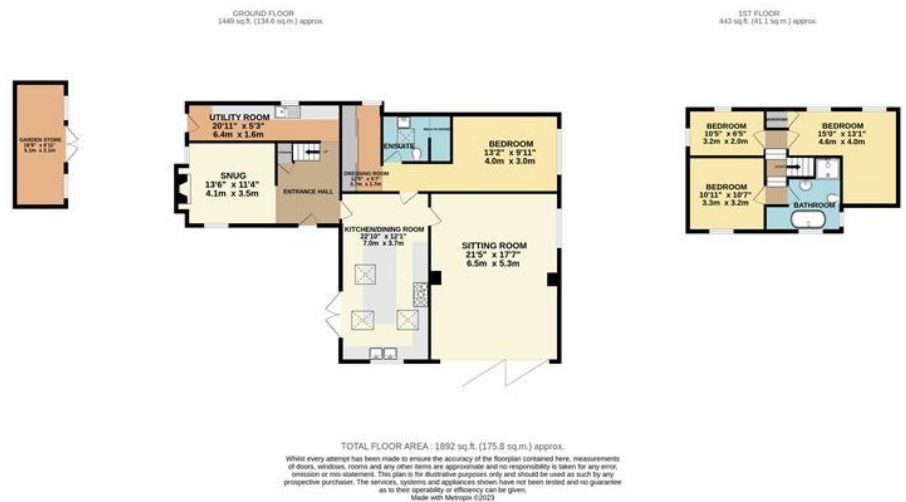 GROUND FLOOR
1449 sq.ft. (134.6 sq.m.) approx.
1ST FLOOR
443 sq.ft. (41.1 sq.m.) approx.
GARDEN STORE
UTILITY ROOM
20'11" x 5'3"
6.4m x 1.6m
SNUG
13'6" x 11'4"
4.1m x 3.5m
ENTRANCE HALL
DRESSING ROOM
ENSUITE
BEDROOM
13'2" x 9'11"
4.0m x 3.0m
KITCHEN/DINING ROOM
22'10" x 12'1"
7.0m x 3.7m
SITTING ROOM
21'5" x 17'7"
6.5m x 5.3m
BEDROOM
10'5" x 6'5"
3.2m x 2.0m
BEDROOM
15'0" x 13'1"
4.6m x 4.0m
BEDROOM
10'11" x 10'7"
3.3m x 3.2m
BATHROOM
TOTAL FLOOR AREA : 1892 sq.ft. (175.8 sq.m.) approx.
Whilst every attempt has been made to ensure the accuracy of the floorplan contained here, measurements
of doors, windows, rooms and any other items are approximate and no responsibility is taken for any error,
omission or mis-statement. This plan is for illustrative purposes only and should be used as such by any
prospective purchaser. The services, systems and appliances shown have not been tested and no guarantee
as to their operability or efficiency can be given.
Made with Metropix ©2023